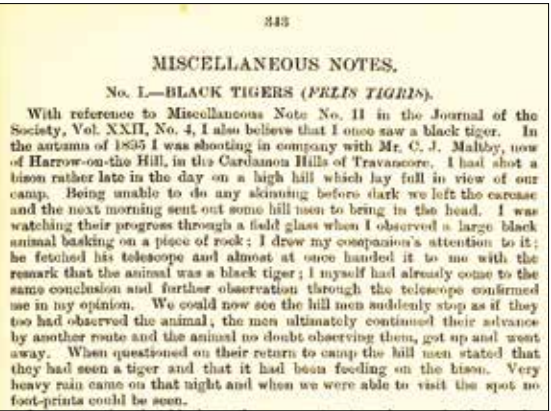 343
MISCELLANEOUS NOTES.
No. I.—BLACK TIGERS (FELIS TIGRIS).
With reference to Miscellaneous Note No. II in the Journal of the
Society, Vol. XXII, No. 4, I also believe that I once saw a black tiger. In
the autumn of 1895 I was shooting in company with Mr. C. J. Maltby, now
of Harrow-on-the Hill, in the Cardamon Hills of Travancore. I had shot a
bison rather late in the day on a high hill which lay full in view of our
camp. Being unable to do any skinning before dark we left the carcase
and the next morning sent out some hill men to bring in the head. I was
watching their progress through a field glass when I observed a large black
animal basking on a piece of rock; I drew my companion's attention to it;
he fetched his telescope and almost at once handed it to me with the
remark that the animal was a black tiger; I myself had already come to the
same conclusion and further observation through the telescope confirmed
me in my opinion. We could now see the hill men suddenly stop as if they
too had observed the animal, the men ultimately continued their advance
by another route and the animal no doubt observing them, got up and went
away. When questioned on their return to camp the hill men stated that
they had seen a tiger and that it had been feeding on the bison. Very
heavy rain came on that night and when we were able to visit the spot no
foot-prints could be seen.